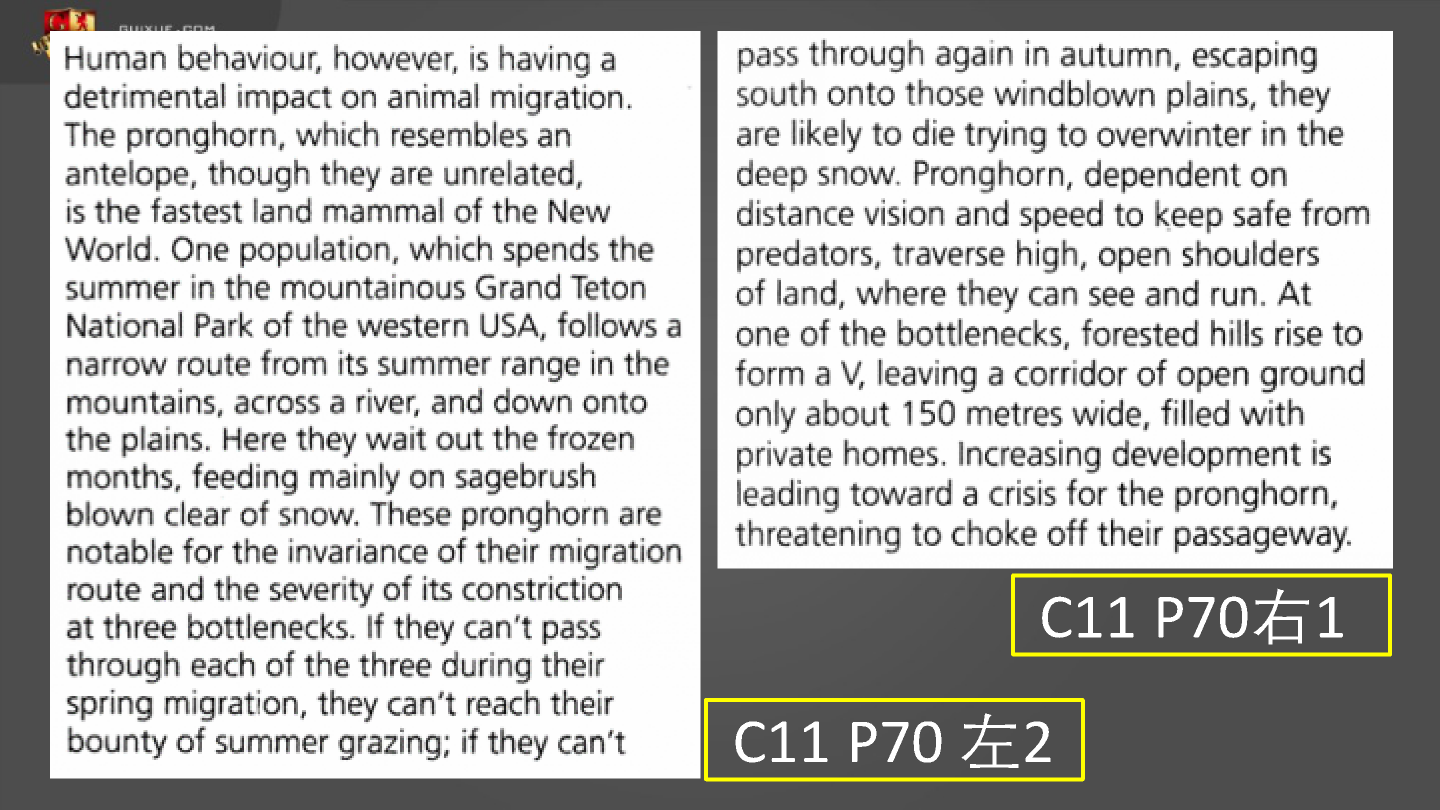 GUIXUE.COM
Human behaviour, however, is having a
detrimental impact on animal migration.
The pronghorn, which resembles an
antelope, though they are unrelated,
is the fastest land mammal of the New
World. One population, which spends the
summer in the mountainous Grand Teton
National Park of the western USA, follows a
narrow route from its summer range in the
mountains, across a river, and down onto
the plains. Here they wait out the frozen
months, feeding mainly on sagebrush
blown clear of snow. These pronghorn are
notable for the invariance of their migration
route and the severity of its constriction
at three bottlenecks. If they can't pass
through each of the three during their
spring migration, they can't reach their
bounty of summer grazing; if they can't
pass through again in autumn, escaping
south onto those windblown plains, they
are likely to die trying to overwinter in the
deep snow. Pronghorn, dependent on
distance vision and speed to keep safe from
predators, traverse high, open shoulders
of land, where they can see and run. At
one of the bottlenecks, forested hills rise to
form a V, leaving a corridor of open ground
only about 150 metres wide, filled with
private homes. Increasing development is
leading toward a crisis for the pronghorn,
threatening to choke off their passageway.
C11 P70右1
C11 P70 左2